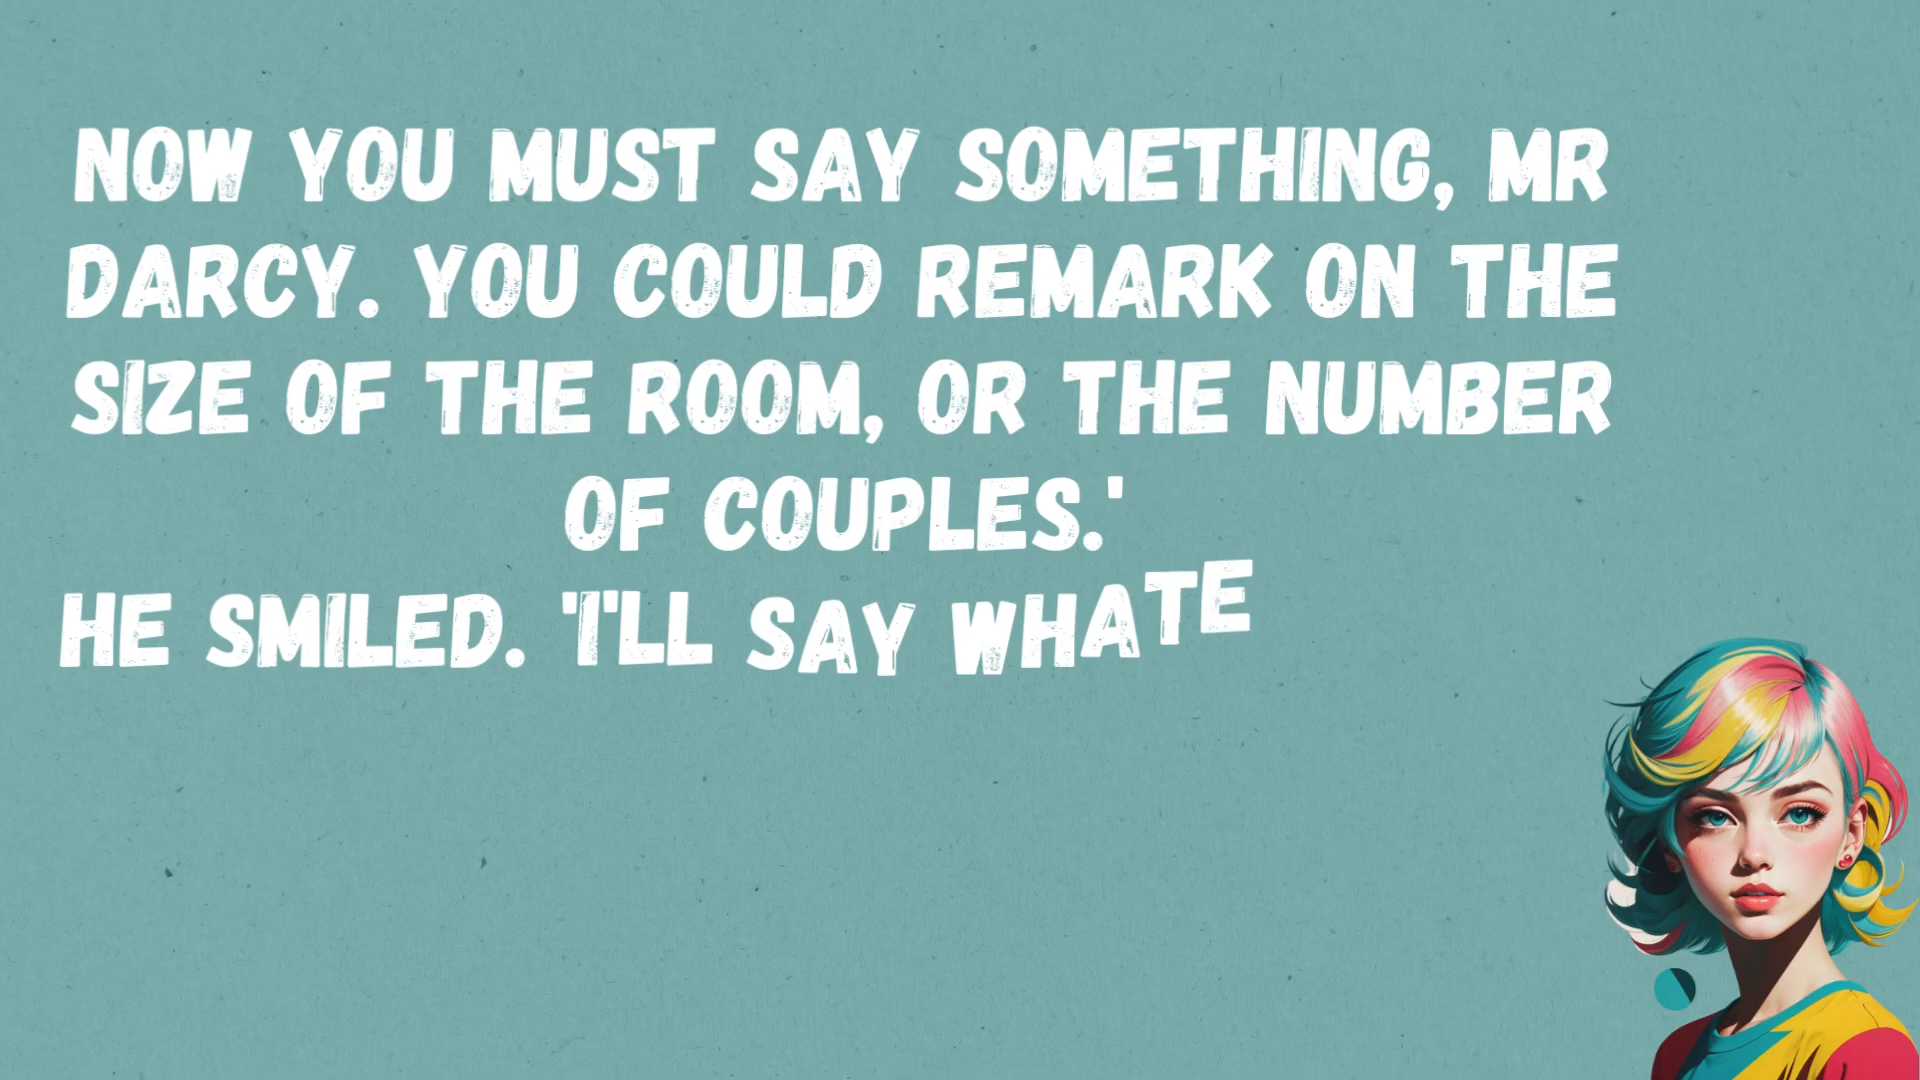 NOW YOU MUST SAY SOMETHING, MR
DARCY. YOU COULD REMARK ON THE
SIZE OF THE ROOM, OR THE NUMBER
OF COUPLES.'
HE SMILED. 'I'LL SAY WHATE